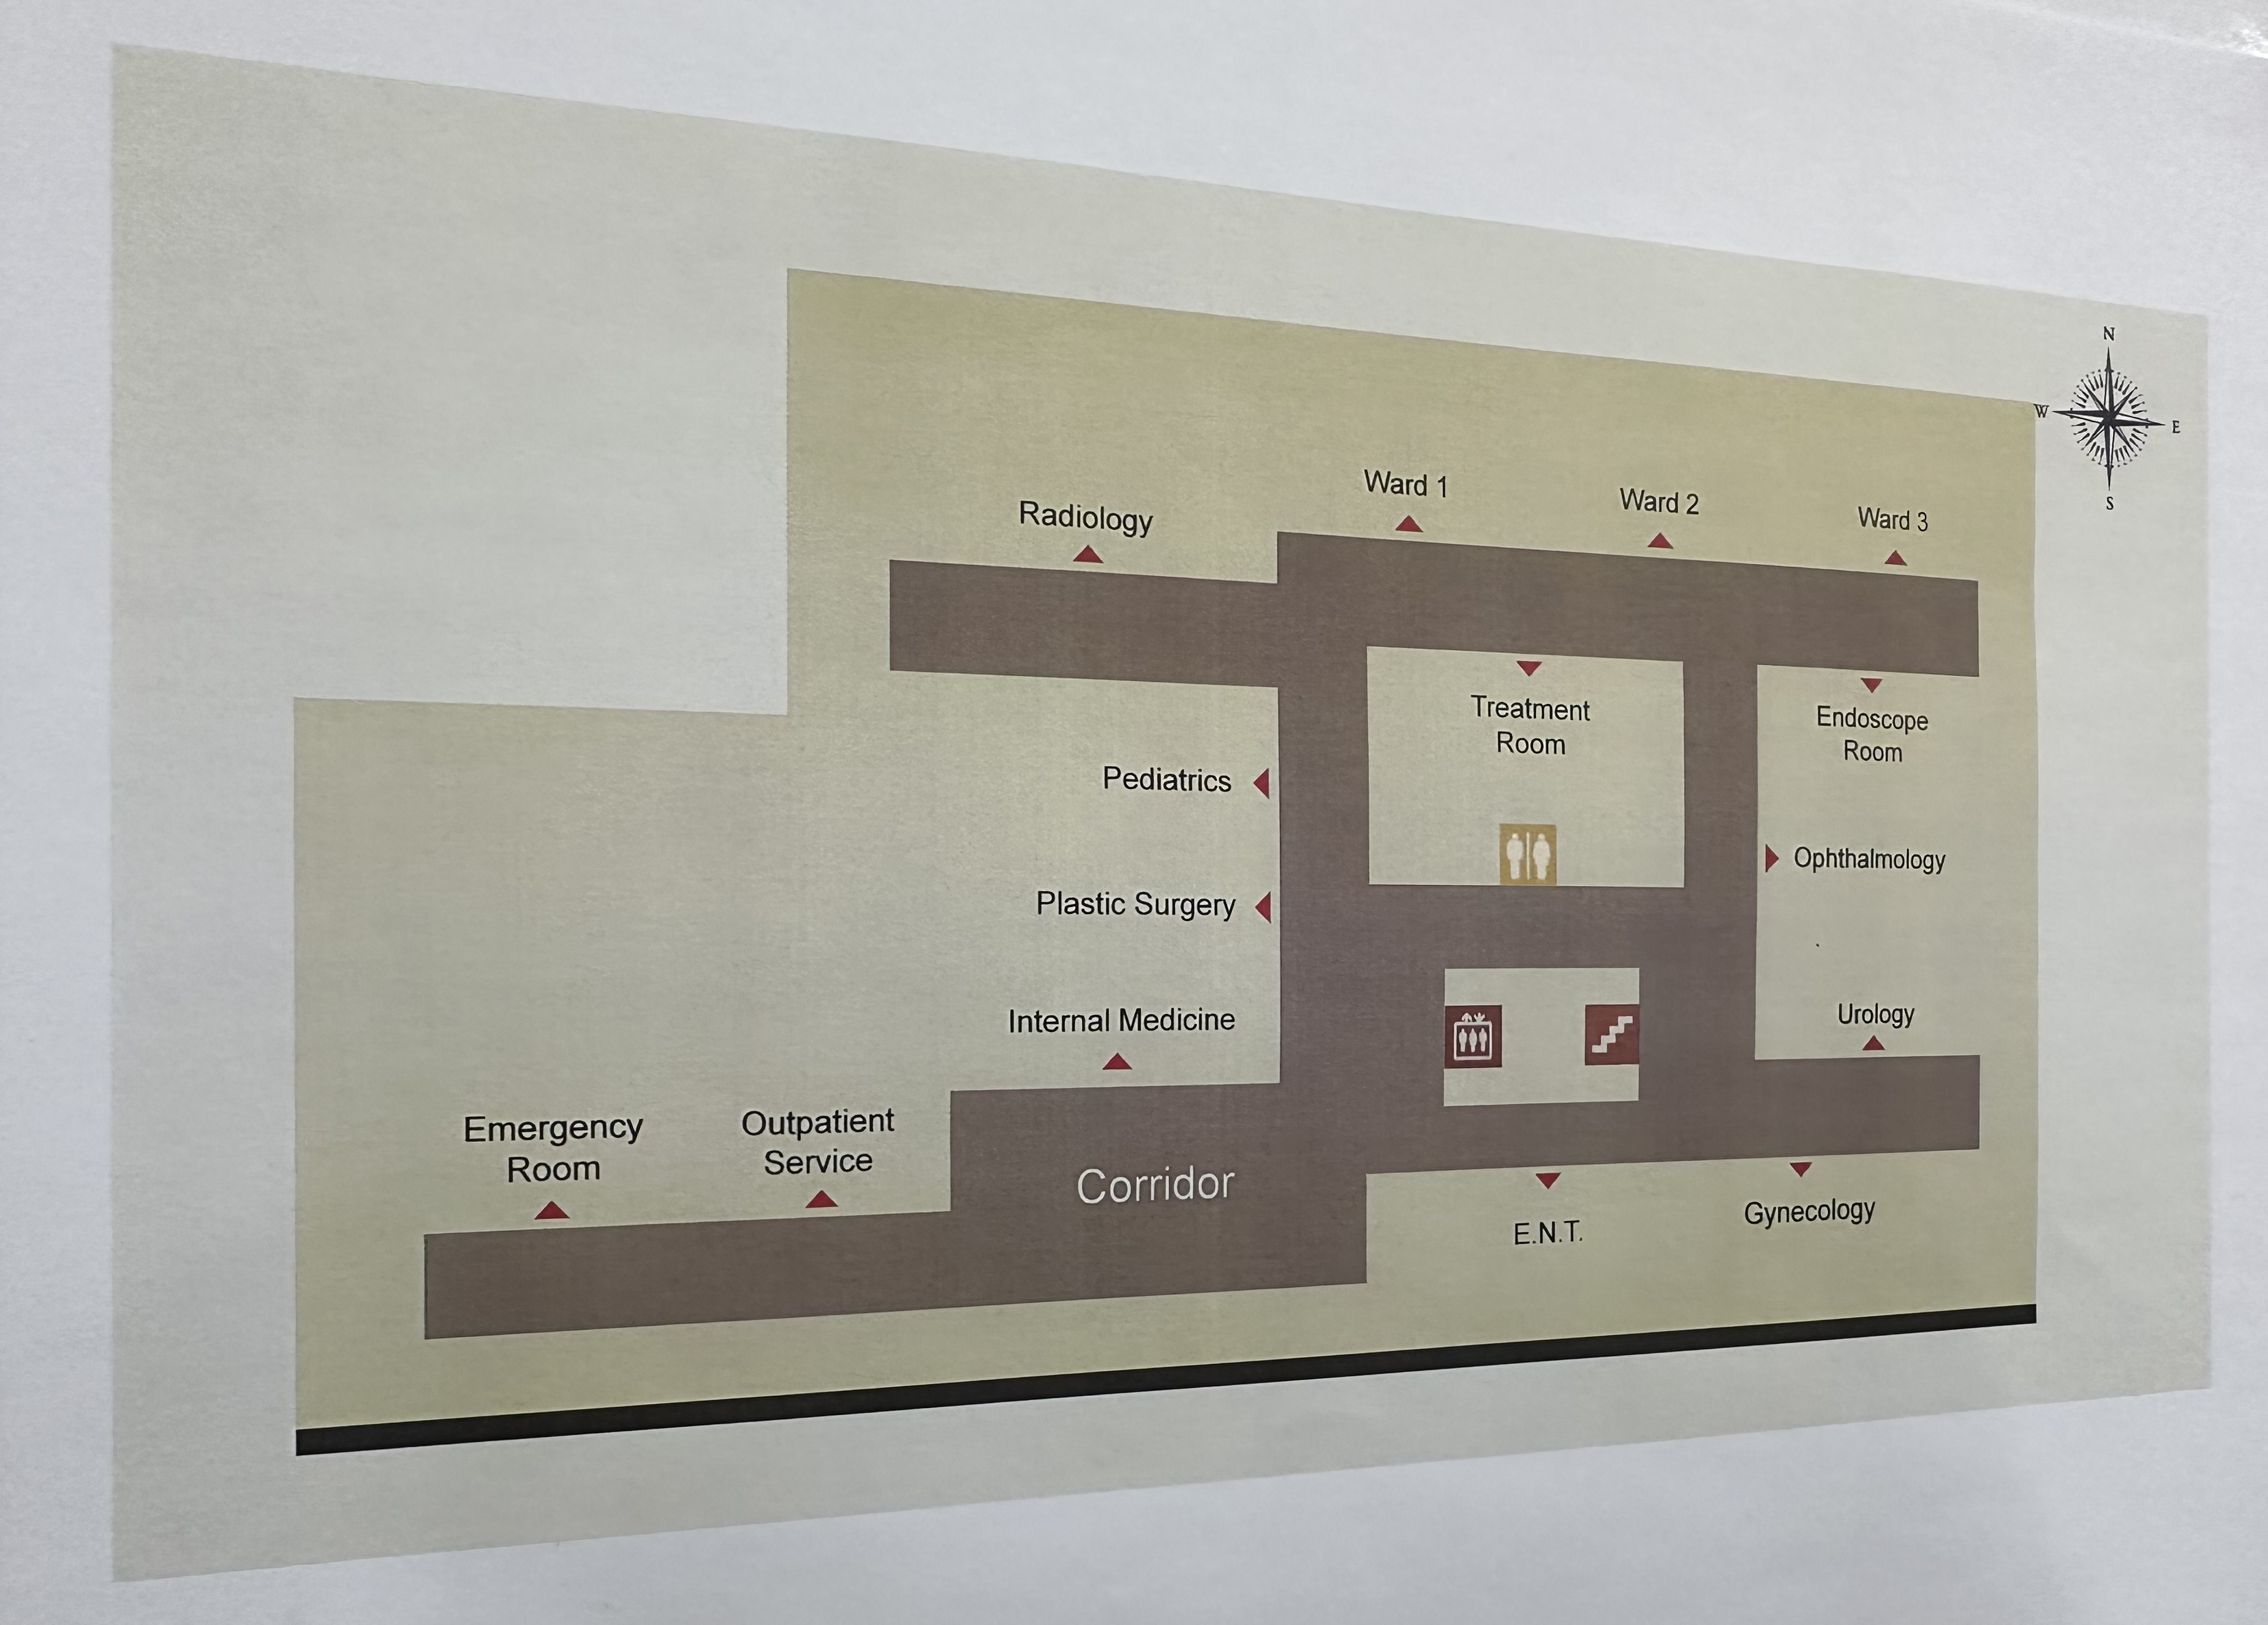 N
W
E
S
Ward 1
Ward 2
Ward 3
Radiology
Treatment
Room
Endoscope
Room
Pediatrics
Ophthalmology
Plastic Surgery
Internal Medicine
Urology
Emergency
Room
Outpatient
Service
Corridor
E.N.T.
Gynecology